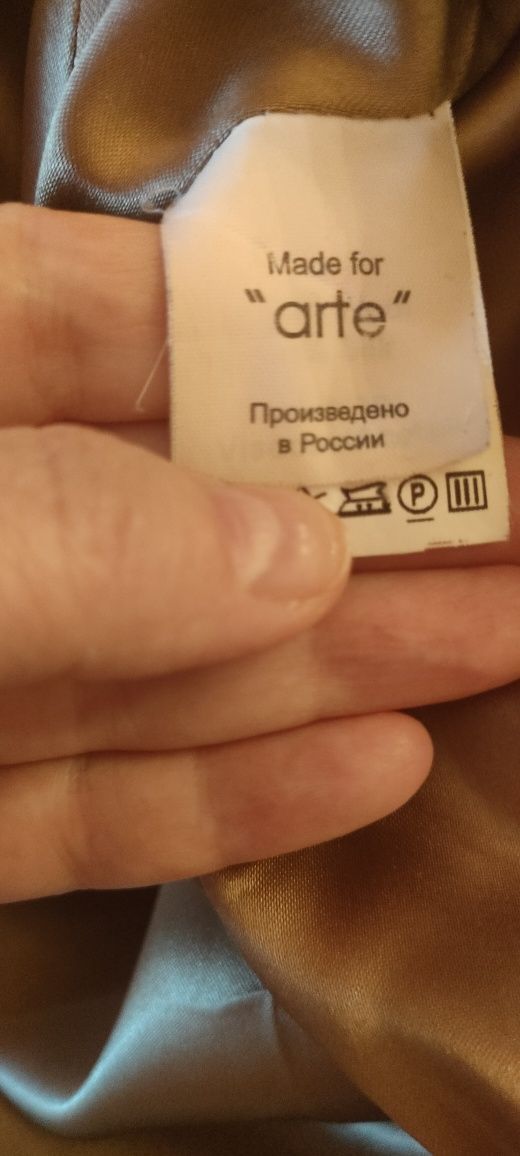 Made for
"arte"
Произведено
в России
P